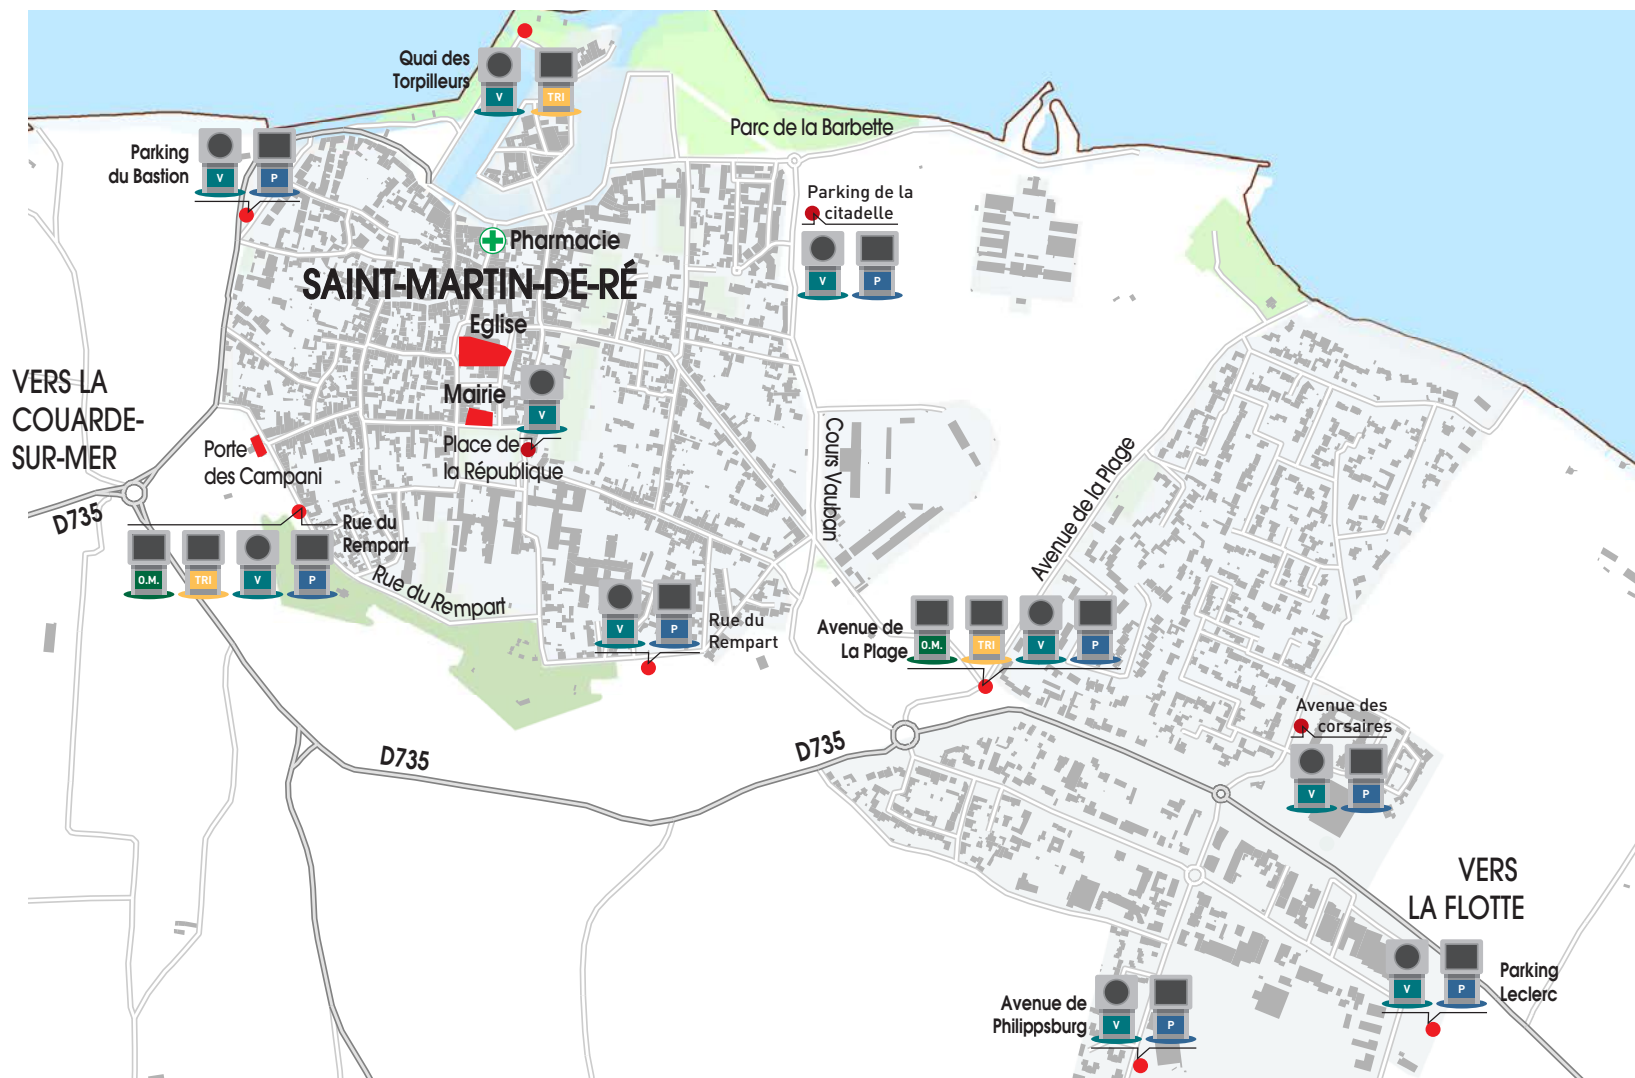 Quai des
Torpilleurs
V
TRI
Parc de la Barbette
Parking
du Bastion
V
P
Parking de la
citadelle
V
P
Pharmacie
SAINT-MARTIN-DE-RÉ
Eglise
Mairie
V
Place de
la République
VERS LA
COUARDE-
SUR-MER
Porte
des Campani
D735
Rue du
Rempart
O.M.
TRI
V
P
Rue du Rempart
Cours Vauban
Avenue de la Plage
V
P
Rue du
Rempart
Avenue de
La Plage
O.M.
TRI
V
P
D735
D735
Avenue des
corsaires
V
P
VERS
LA FLOTTE
Parking
Leclerc
V
P
Avenue de
Philippsburg
V
P